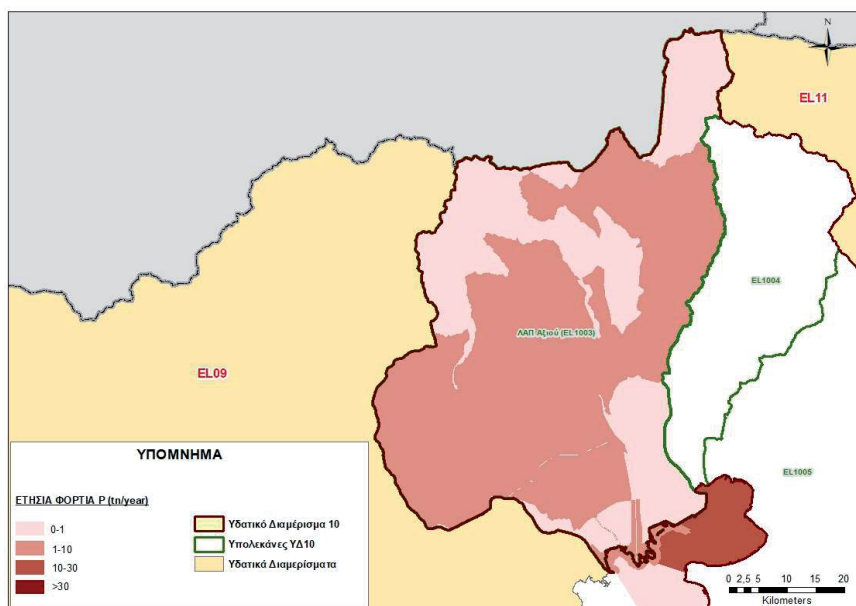 N
EL11
EL1004
ΛΑΠ Αξιού (EL1003)
EL09
EL1005
ΥΠΟΜΝΗΜΑ
ΕΤΗΣΙΑ ΦΟΡΤΙΑ P (tn/year)
0-1
1-10
10-30
>30
Υδατικό Διαμέρισμα 10
Υπολεκάνες ΥΔ10
Υδατικά Διαμερίσματα
0 2,5 5 10 15 20
Kilometers